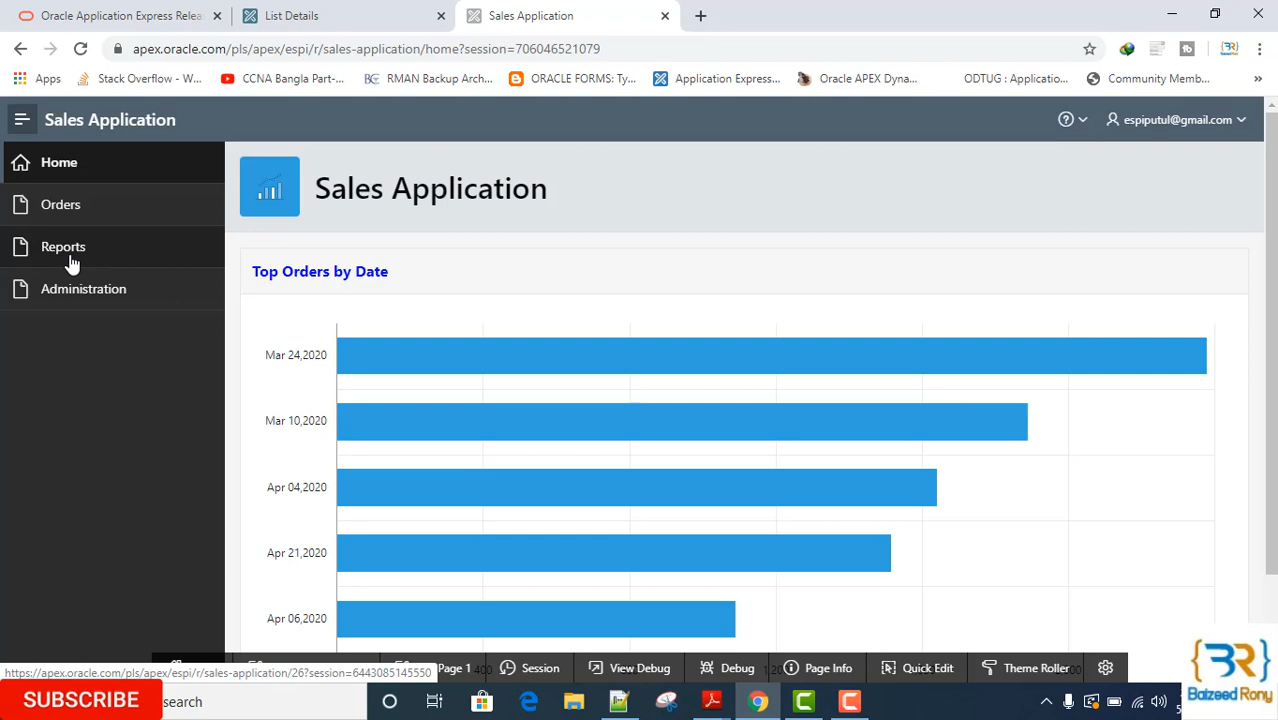 Oracle Application Express Relea
List Details
Sales Application
apex.oracle.com/pls/apex/espi/r/sales-application/home?session=706046521079
Apps
Stack Overflow - W...
CCNA Bangla Part-...
RMAN Backup Arch...
ORACLE FORMS: Ty...
Application Express...
Oracle APEX Dyna...
ODTUG : Applicatio...
Community Memb...
Sales Application
espiputul@gmail.com
Home
Orders
Reports
Administration
Sales Application
Top Orders by Date
Mar 24,2020
Mar 10,2020
Apr 04,2020
Apr 21,2020
Apr 06,2020
https://apex.oracle.com/pls/apex/espi/r/sales-application/26?session=6443085145550
Page 1
Session
View Debug
Debug
Page Info
Quick Edit
Theme Roller
SUBSCRIBE
search
Baizeed Rony